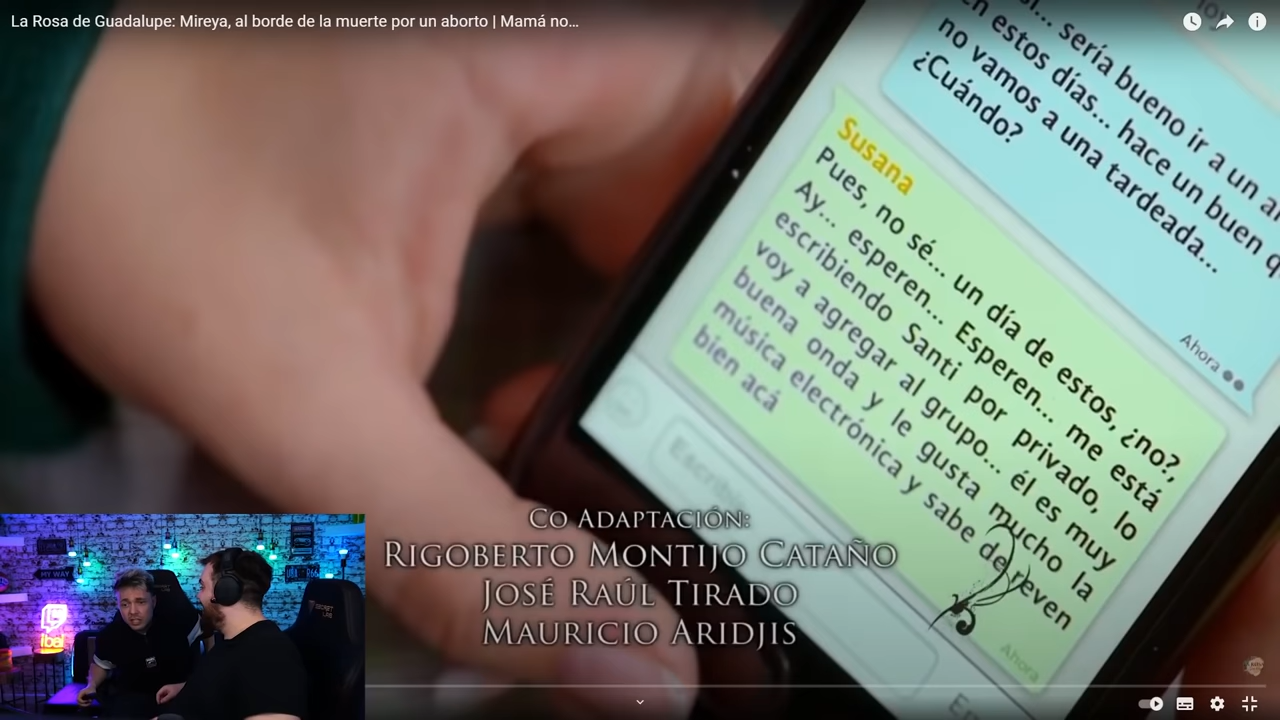 La Rosa de Guadalupe: Mireya, al borde de la muerte por un aborto | Mamá no…
sería bueno ir a un
en estos días... hace un buen
no vamos a una tardeada...
¿Cuándo?
Ahora
Susana
Pues, no sé... un día de estos, ¿no?,
Ay... esperen... Esperen... me está
escribiendo Santi por privado, lo
voy a agregar al grupo... él es muy
buena onda y le gusta mucho la
música electrónica y sabe de reven
bien acá
Ahora
CO ADAPTACIÓN:
RIGOBERTO MONTIJO CATAÑO
JOSÉ RAÚL TIRADO
MAURICIO ARIDJIS
MY WAY